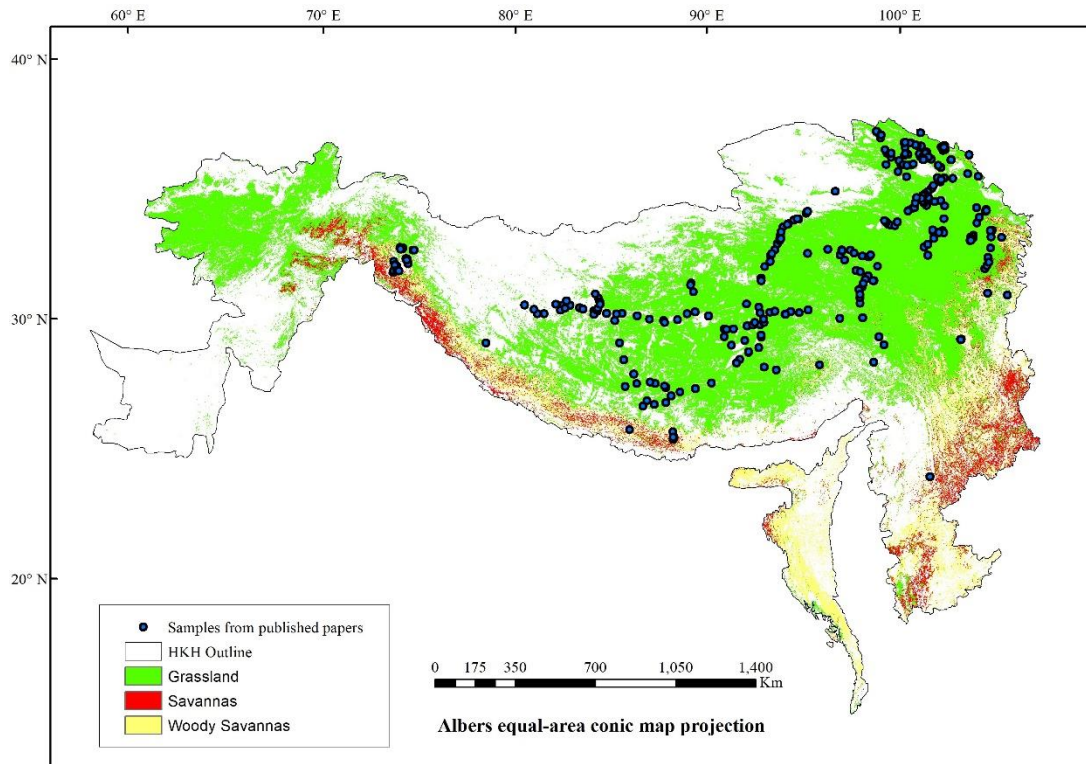 60° E 70° E 80° E 90° E 100° E
40° N
30° N
20° N
Samples from published papers
HKH Outline
Grassland
Savannas
Woody Savannas
0 175 350 700 1,050 1,400
Km
Albers equal-area conic map projection